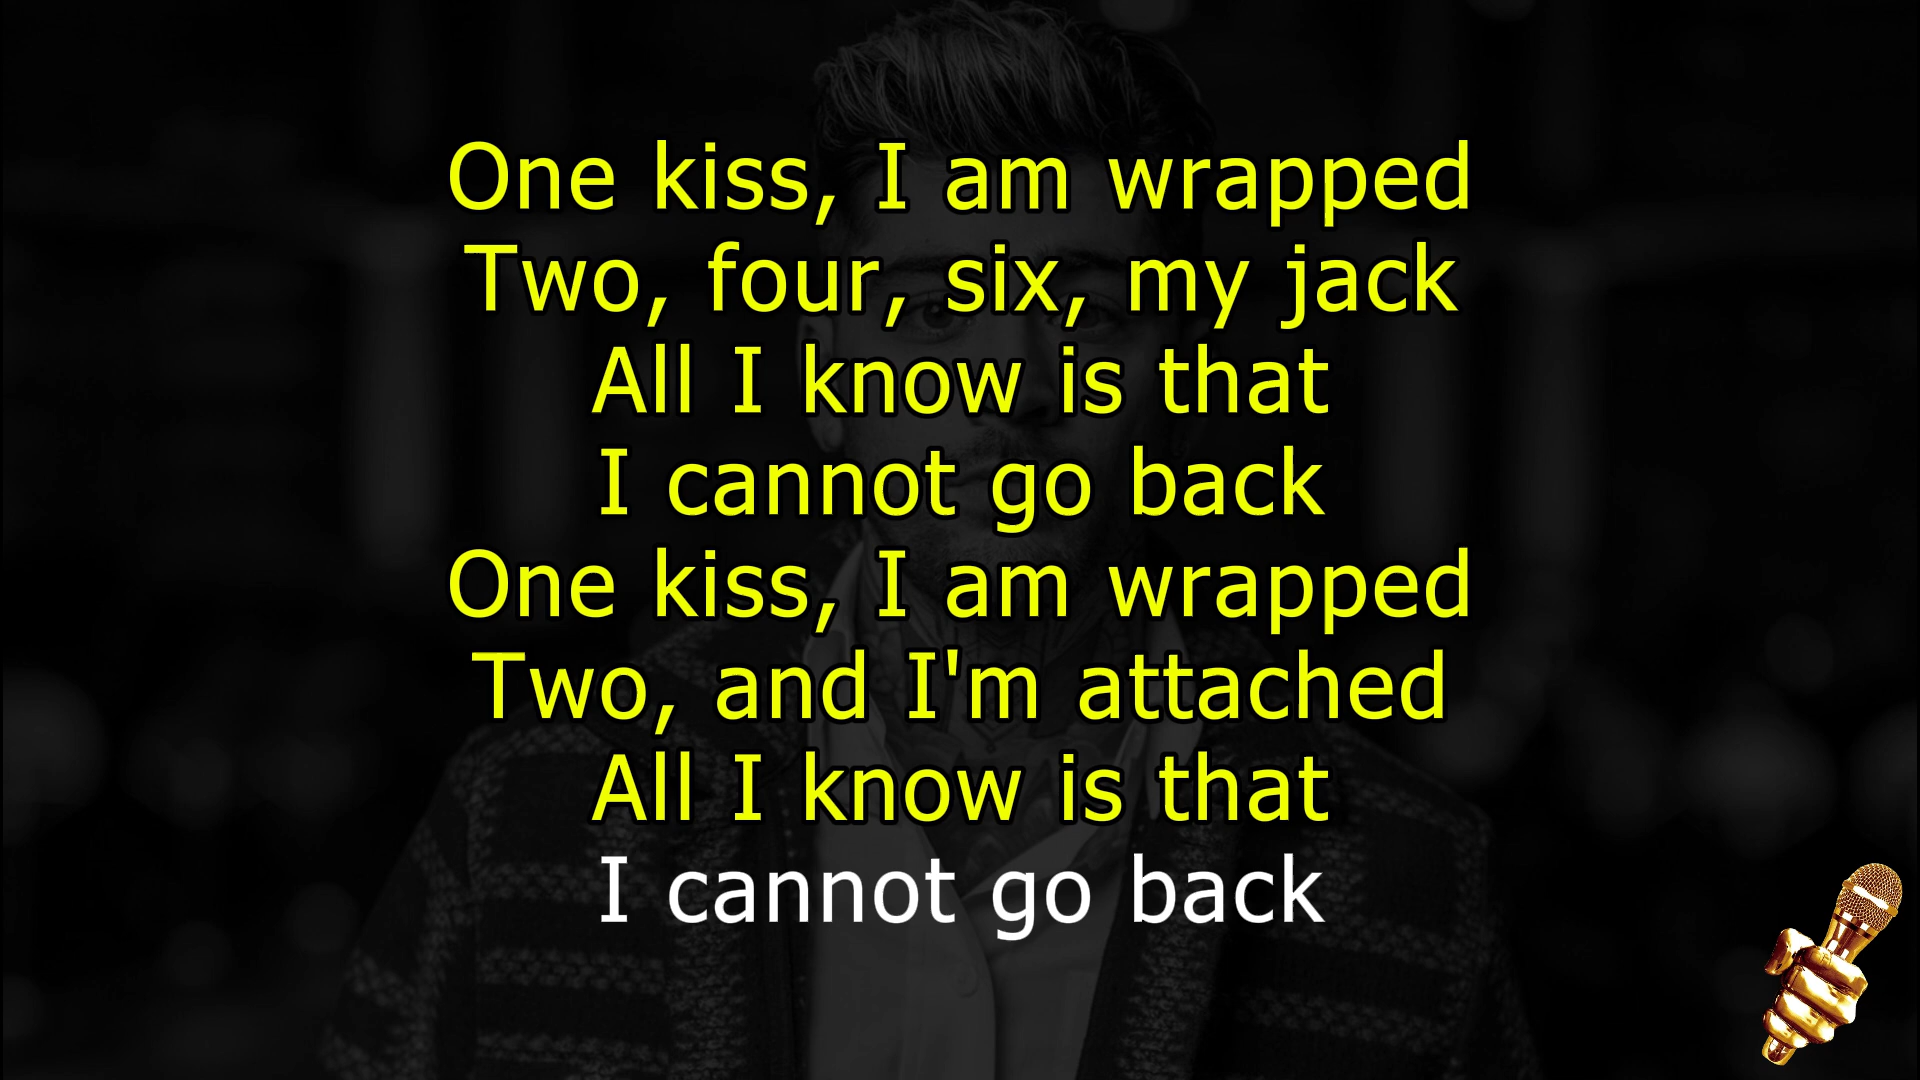 One kiss, I am wrapped
Two, four, six, my jack
All I know is that
I cannot go back
One kiss, I am wrapped
Two, and I'm attached
All I know is that
I cannot go back